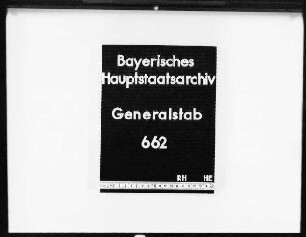 Bayerisches
Hauptstaatsarchiv
Generalstab
662
RH HE